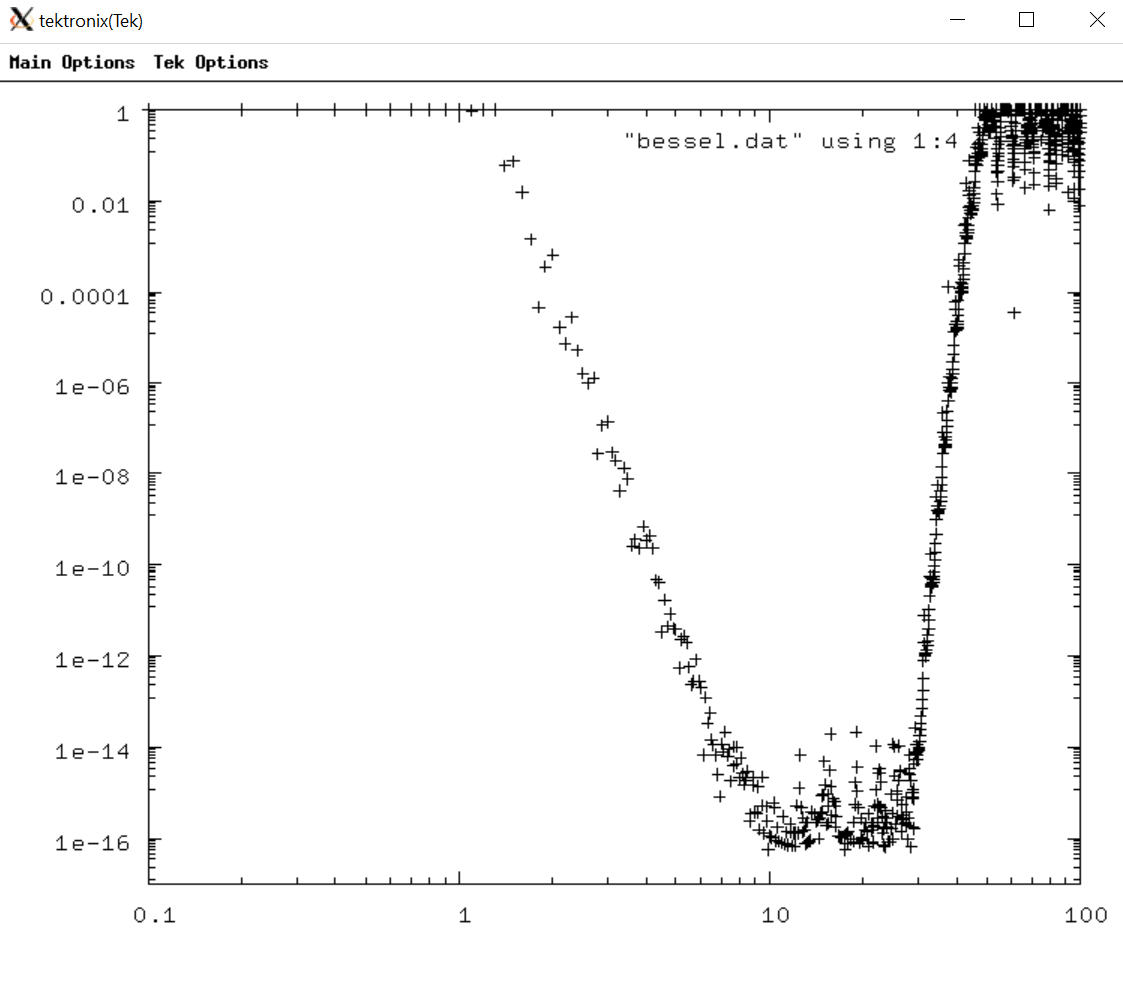 tektronix(Tek)
Main Options Tek Options
1
"bessel.dat" using 1:4
0.01
0.0001
1e-06
1e-08
1e-10
1e-12
1e-14
1e-16
0.1 1 10 100